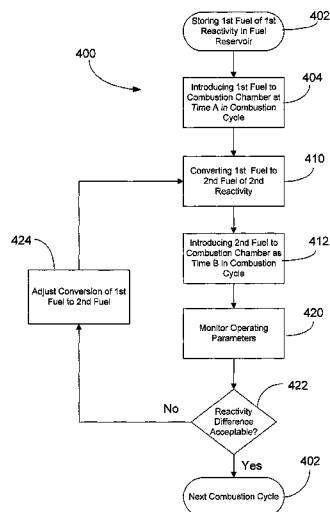 Storing 1st Fuel of 1st
Reactivity in Fuel
Reservoir
402
400
Introducing 1st Fuel to
Combustion Chamber at
Time A in Combustion
Cycle
404
Converting 1st Fuel to
2nd Fuel of 2nd
Reactivity
410
424
Introducing 2nd Fuel to
Combustion Chamber as
Time B in Combustion
Cycle
412
Adjust Conversion of 1st
Fuel to 2nd Fuel
Monitor Operating
Parameters
420
422
No
Reactivity
Difference
Acceptable?
Yes
402
Next Combustion Cycle